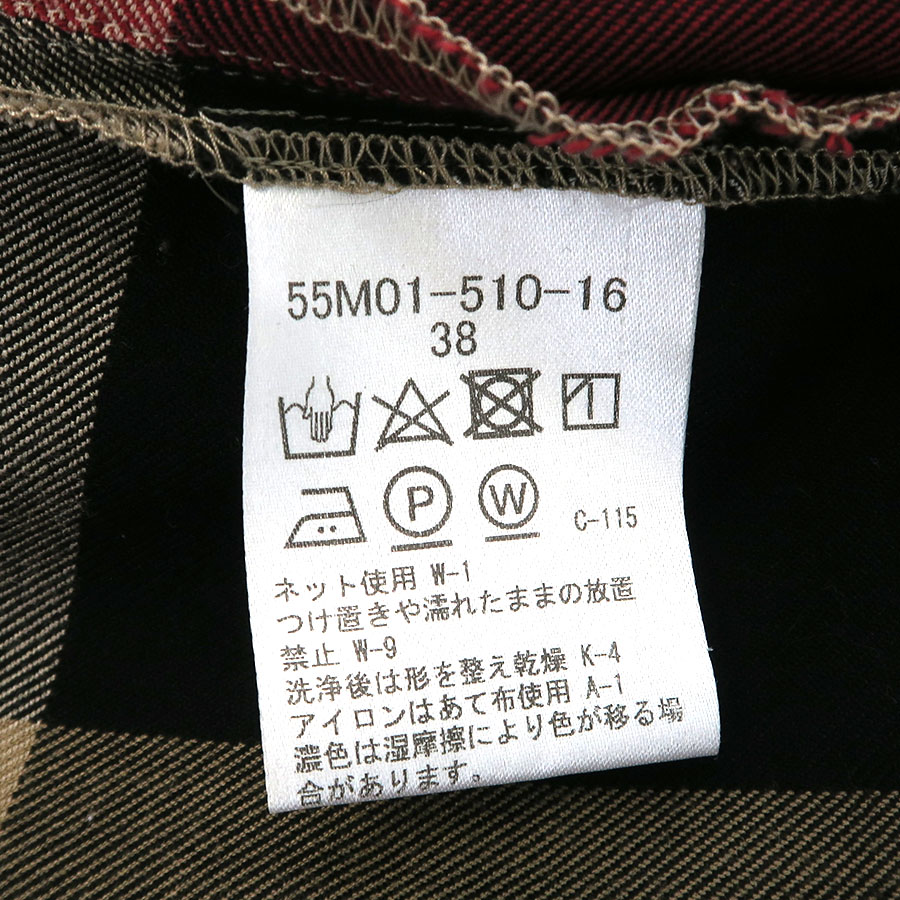 55M01-510-16
38
P W C-115
ネット使用 W-1
つけ置きや濡れたままの放置
禁止 W-9
洗浄後は形を整え乾燥 K-4
アイロンはあて布使用 A-1
濃色は湿摩擦により色が移る場
合があります。